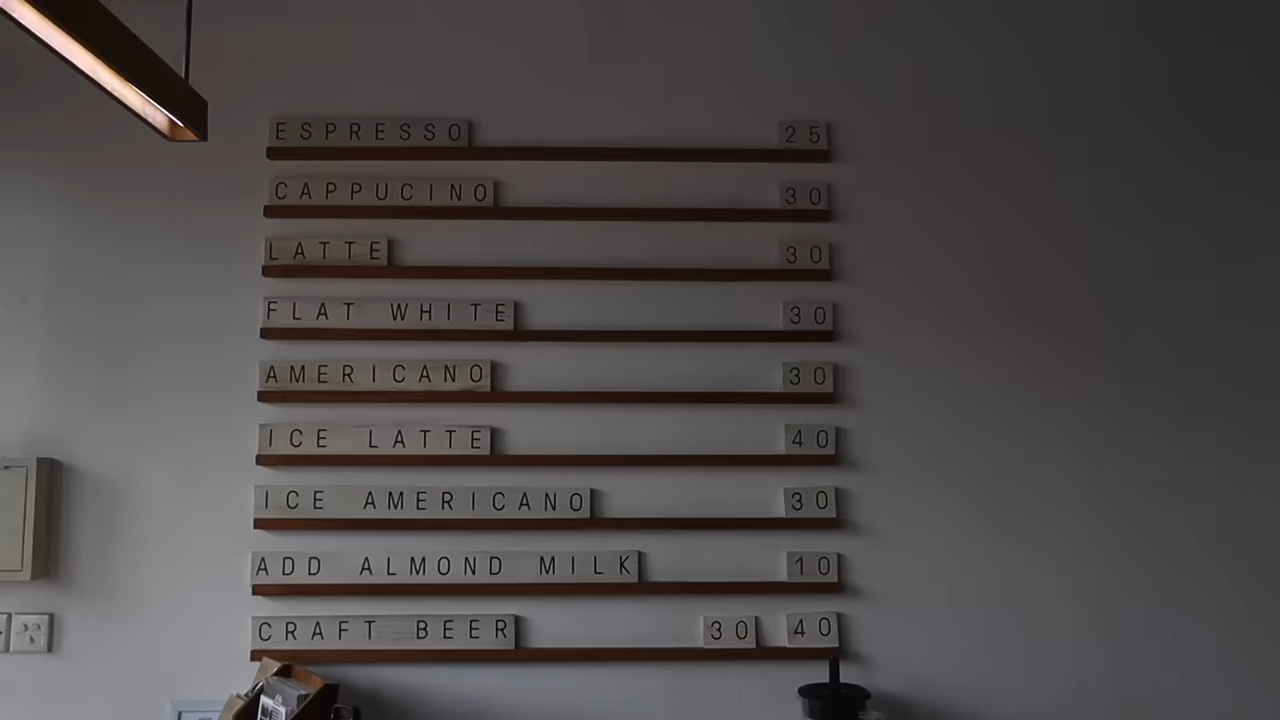 ESPRESSO 25
CAPPUCINO 30
LATTE 30
FLAT WHITE 30
AMERICANO 30
ICE LATTE 40
ICE AMERICANO 30
ADD ALMOND MILK 10
CRAFT BEER 30 40